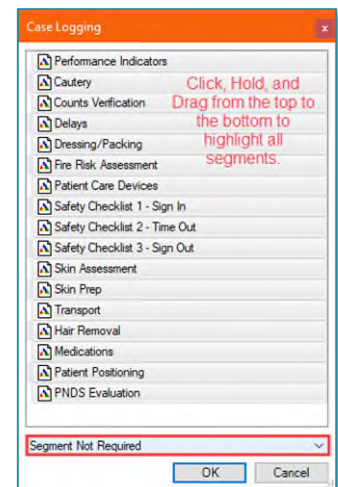 Case Logging
x
Performance Indicators
Cautery
Counts Verification
Delays
Dressing/Packing
Fire Risk Assessment
Patient Care Devices
Safety Checklist 1 - Sign In
Safety Checklist 2 - Time Out
Safety Checklist 3 - Sign Out
Skin Assessment
Skin Prep
Transport
Hair Removal
Medications
Patient Positioning
PNDS Evaluation
Click, Hold, and
Drag from the top to
the bottom to
highlight all
segments.
Segment Not Required
OK Cancel